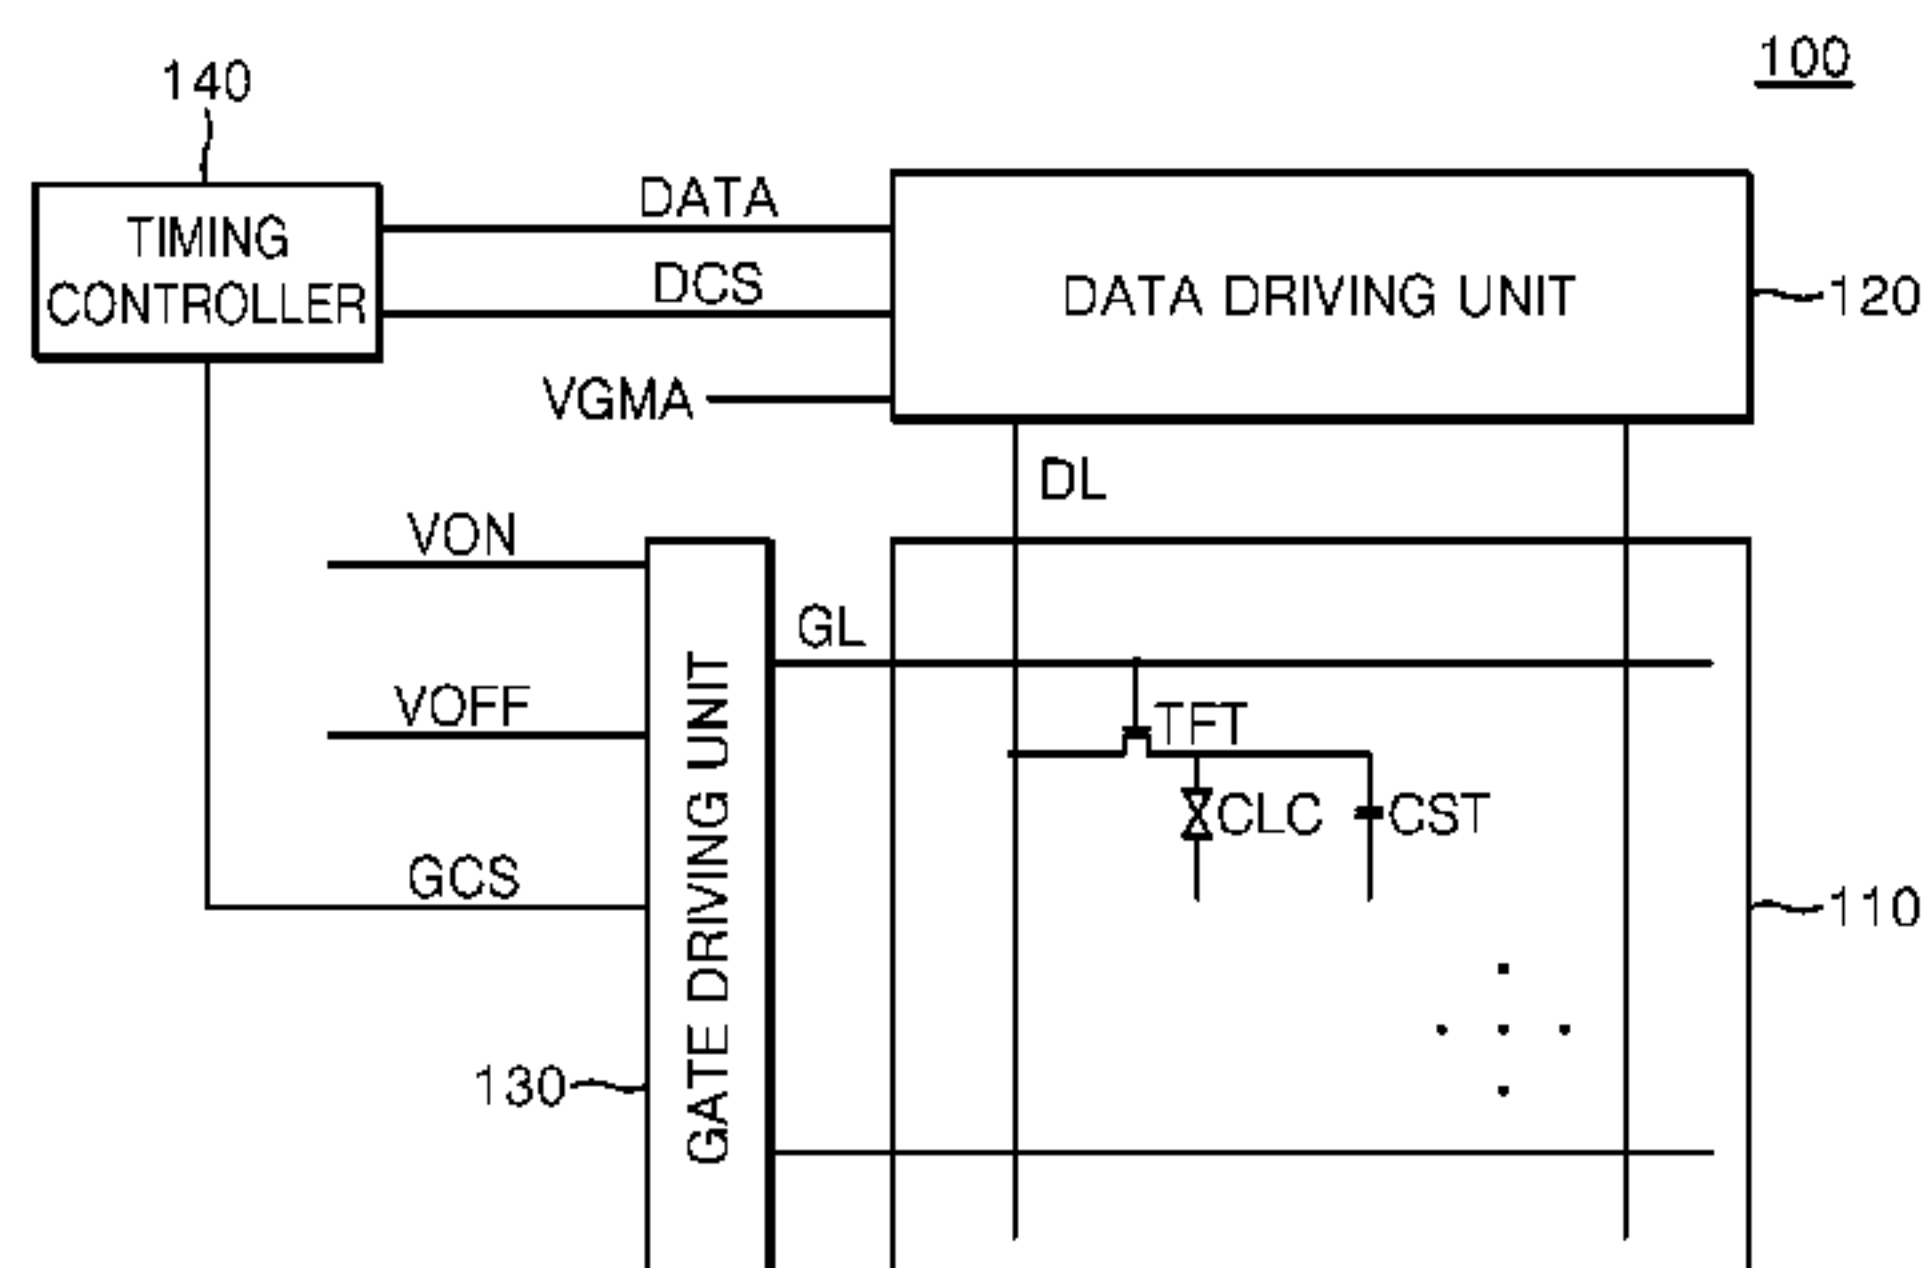 100
140
TIMING
CONTROLLER
DATA
DCS
VGMA
DATA DRIVING UNIT
120
DL
VON
VOFF
GCS
GATE DRIVING UNIT
130
GL
TFT
CLC
CST
110